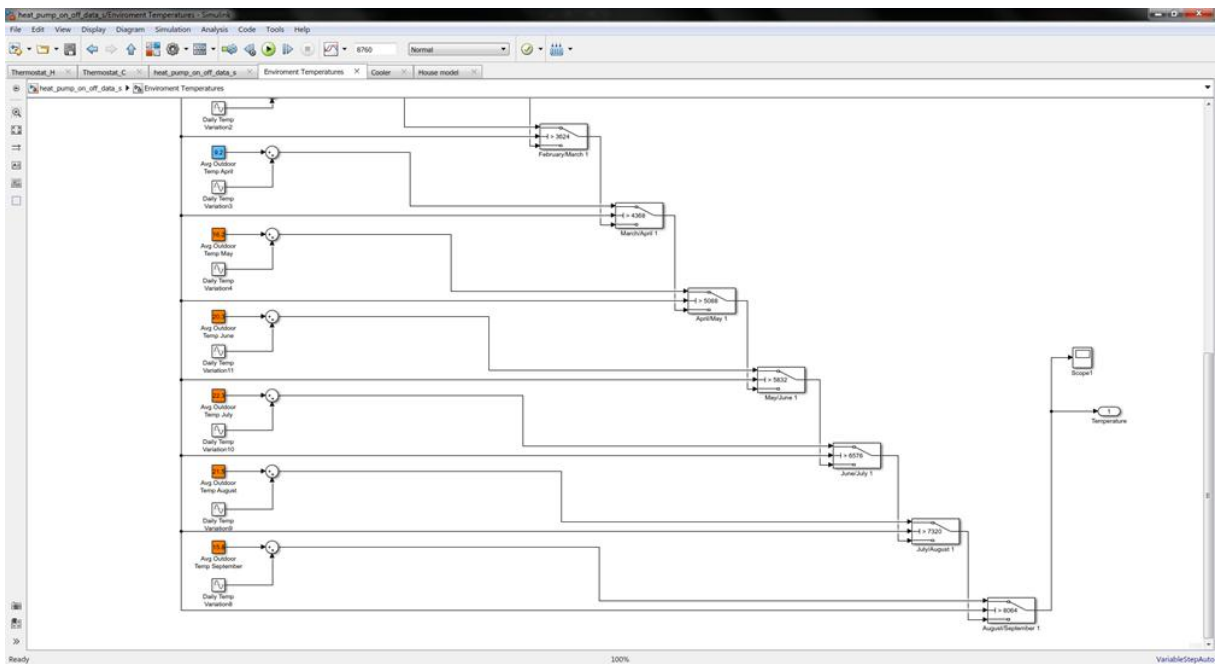 heat_pump_on_off_data_s/Enviroment Temperatures - Simulink
File Edit View Display Diagram Simulation Analysis Code Tools Help
8760 Normal
Thermostat_H Thermostat_C heat_pump_on_off_data_s Enviroment Temperatures Cooler House model
heat_pump_on_off_data_s Enviroment Temperatures
Daily Temp
Variation2
> 3624
February/March 1
9.2
Avg Outdoor
Temp April
Daily Temp
Variation3
> 4368
March/April 1
16.2
Avg Outdoor
Temp May
Daily Temp
Variation4
> 5088
April/May 1
Avg Outdoor
Temp June
Daily Temp
Variation11
> 5832
May/June 1
Avg Outdoor
Temp July
Daily Temp
Variation10
> 6576
June/July 1
Avg Outdoor
Temp August
Daily Temp
Variation9
> 7320
July/August 1
Avg Outdoor
Temp September
Daily Temp
Variation8
> 8064
August/September 1
Scope1
1
Temperature
Ready 100% VariableStepAuto